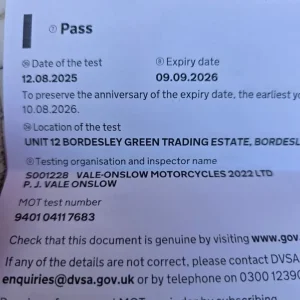 ① Pass
Date of the test Expiry date
12.08.2025 09.09.2026
To preserve the anniversary of the expiry date, the earliest
10.08.2026.
Location of the test
UNIT 12 BORDESLEY GREEN TRADING ESTATE,
Testing organisation and inspector name
S001228 VALE-ONSLOW MOTORCYCLES 2022 LTD
P. J. VALE ONSLOW
MOT test number
9401 0411 7683
Check that this document is genuine by visiting www.gov
If any of the details are not correct, please contact DVSA
enquiries@dvsa.gov.uk or by telephone on 0300 1239